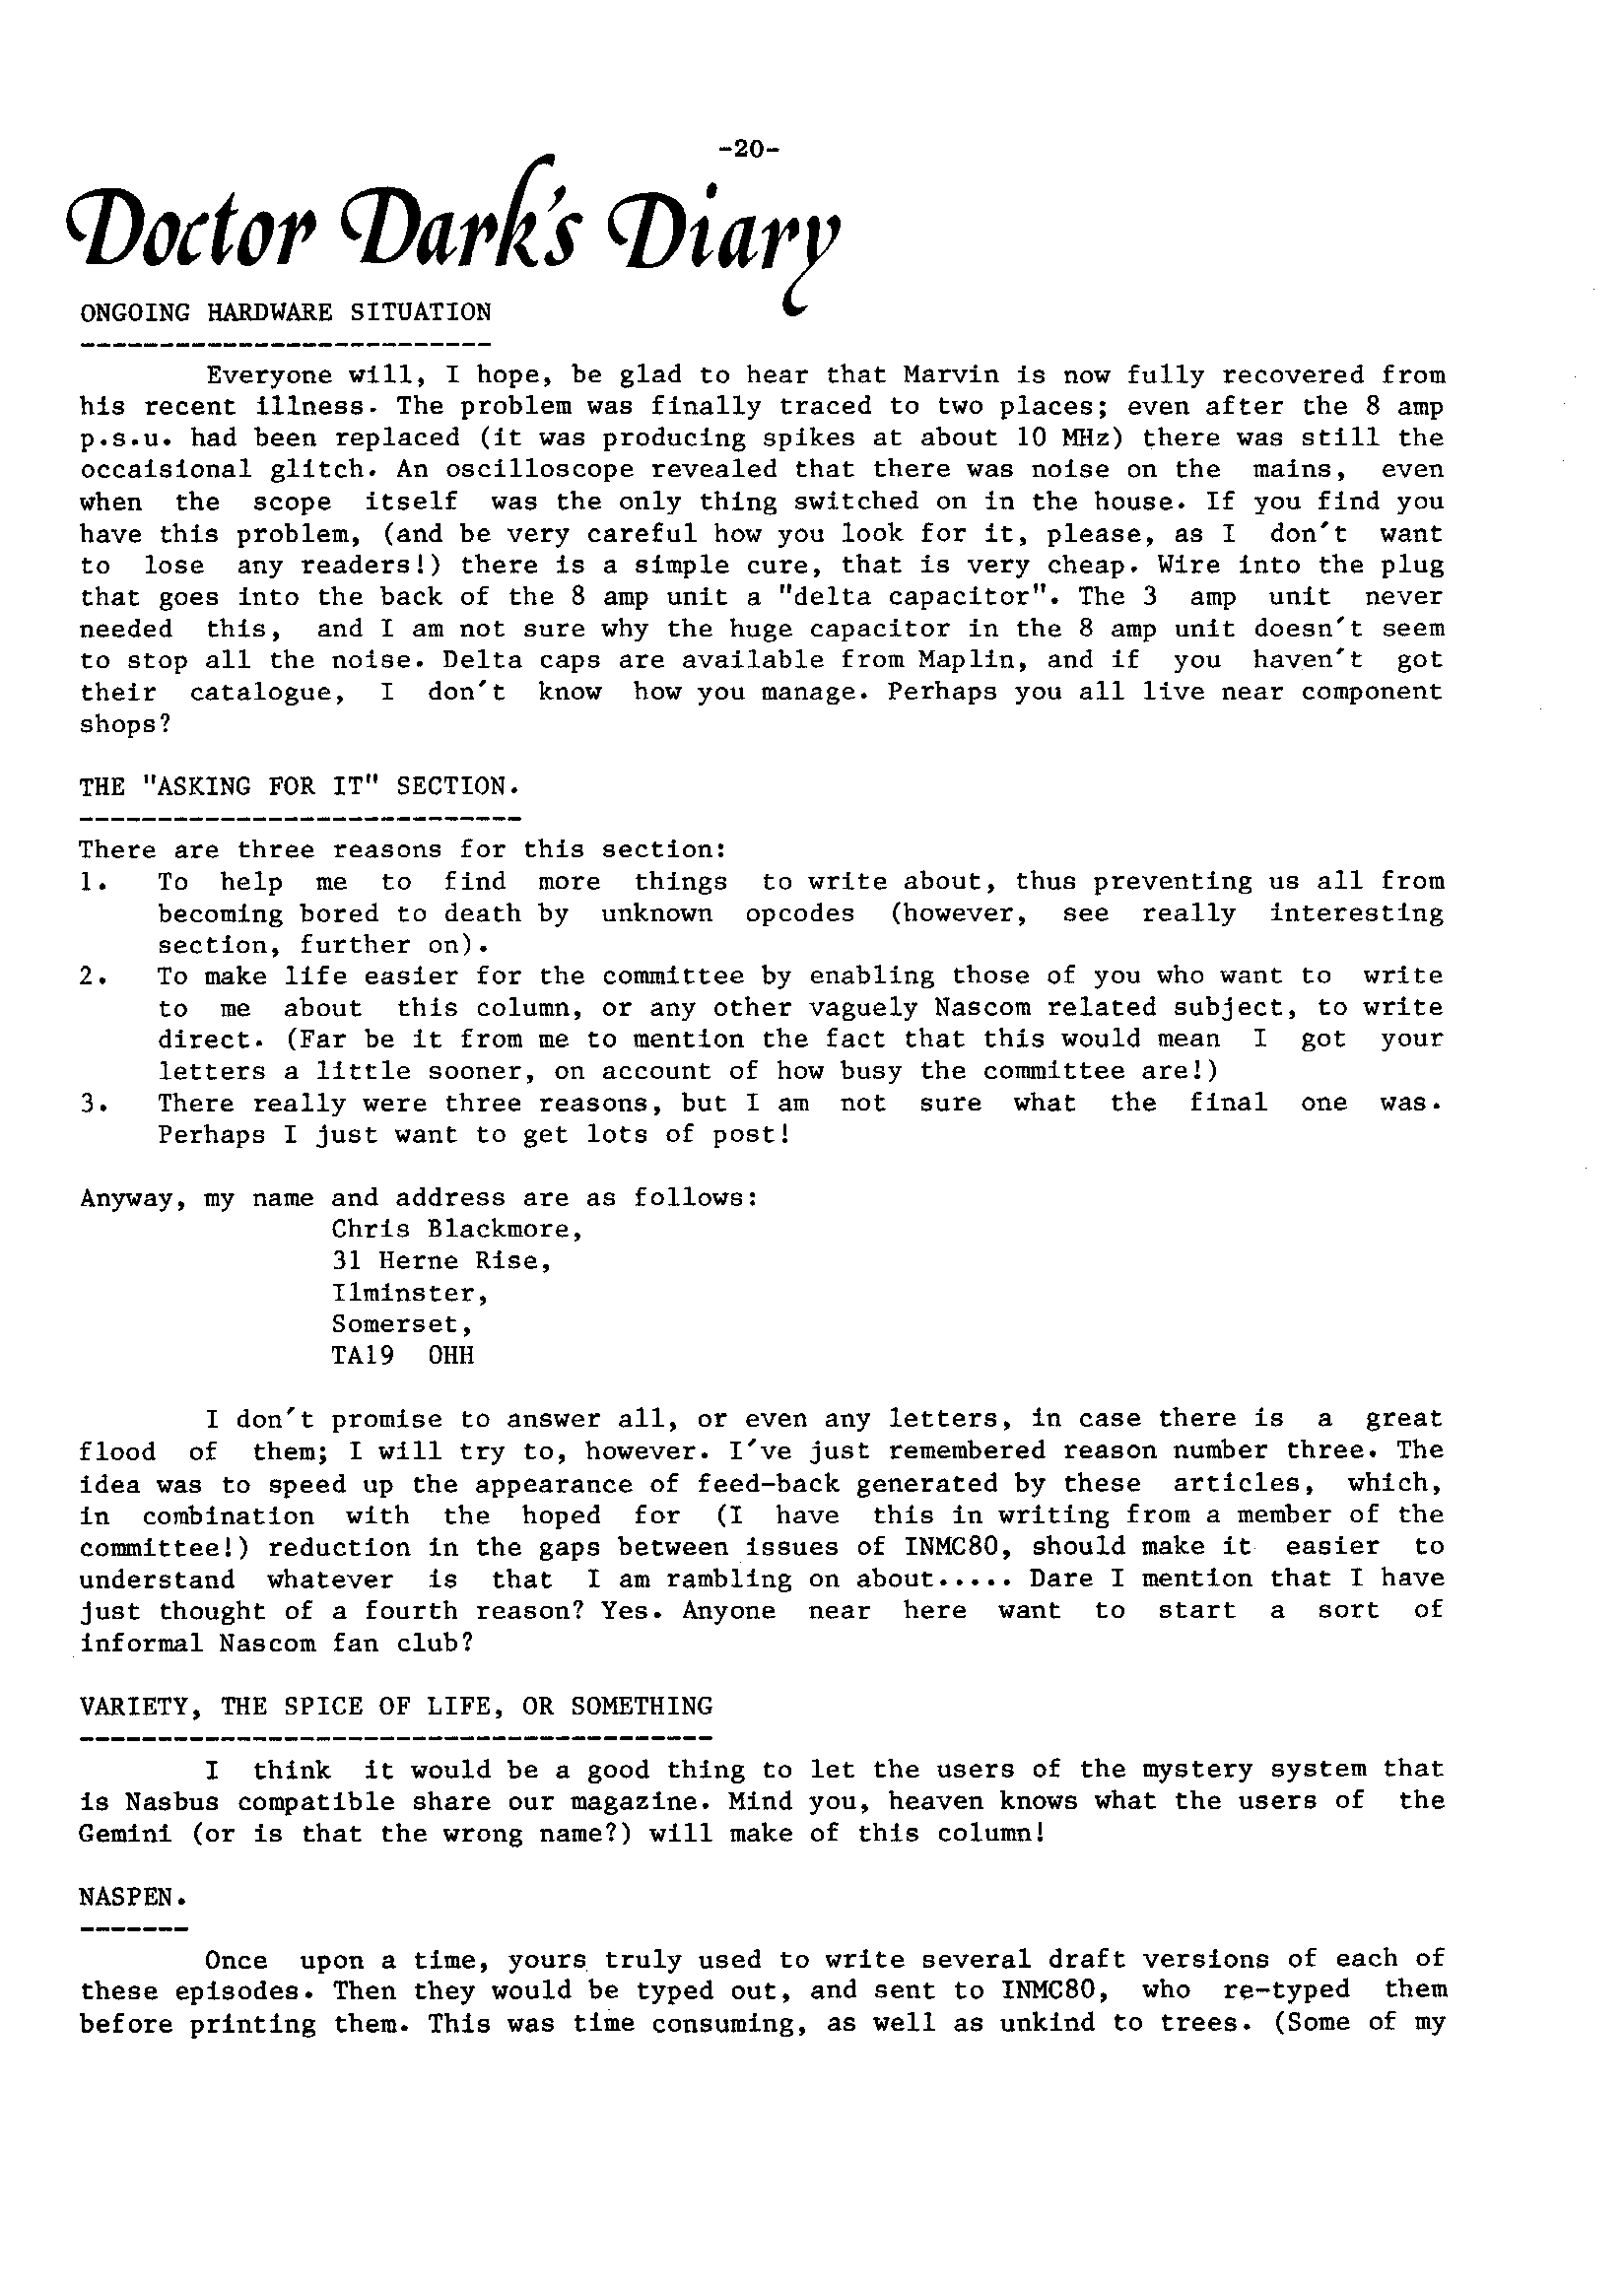 -20-
Doctor Dark's Diary
ONGOING HARDWARE SITUATION
--------------------------
Everyone will, I hope, be glad to hear that Marvin is now fully recovered from
his recent illness. The problem was finally traced to two places; even after the 8 amp
p.s.u. had been replaced (it was producing spikes at about 10 MHz) there was still the
occaisional glitch. An oscilloscope revealed that there was noise on the mains, even
when the scope itself was the only thing switched on in the house. If you find you
have this problem, (and be very careful how you look for it, please, as I don't want
to lose any readers!) there is a simple cure, that is very cheap. Wire into the plug
that goes into the back of the 8 amp unit a "delta capacitor". The 3 amp unit never
needed this, and I am not sure why the huge capacitor in the 8 amp unit doesn't seem
to stop all the noise. Delta caps are available from Maplin, and if you haven't got
their catalogue, I don't know how you manage. Perhaps you all live near component
shops?
THE "ASKING FOR IT" SECTION.
----------------------------
There are three reasons for this section:
1. To help me to find more things to write about, thus preventing us all from
becoming bored to death by unknown opcodes (however, see really interesting
section, further on).
2. To make life easier for the committee by enabling those of you who want to write
to me about this column, or any other vaguely Nascom related subject, to write
direct. (Far be it from me to mention the fact that this would mean I got your
letters a little sooner, on account of how busy the committee are!)
3. There really were three reasons, but I am not sure what the final one was.
Perhaps I just want to get lots of post!
Anyway, my name and address are as follows:
Chris Blackmore,
31 Herne Rise,
Ilminster,
Somerset,
TA19 0HH
I don't promise to answer all, or even any letters, in case there is a great
flood of them; I will try to, however. I've just remembered reason number three. The
idea was to speed up the appearance of feed-back generated by these articles, which,
in combination with the hoped for (I have this in writing from a member of the
committee!) reduction in the gaps between issues of INMC80, should make it easier to
understand whatever is that I am rambling on about..... Dare I mention that I have
just thought of a fourth reason? Yes. Anyone near here want to start a sort of
informal Nascom fan club?
VARIETY, THE SPICE OF LIFE, OR SOMETHING
----------------------------------------
I think it would be a good thing to let the users of the mystery system that
is Nasbus compatible share our magazine. Mind you, heaven knows what the users of the
Gemini (or is that the wrong name?) will make of this column!
NASPEN.
-------
Once upon a time, yours truly used to write several draft versions of each of
these episodes. Then they would be typed out, and sent to INMC80, who re-typed them
before printing them. This was time consuming, as well as unkind to trees. (Some of my